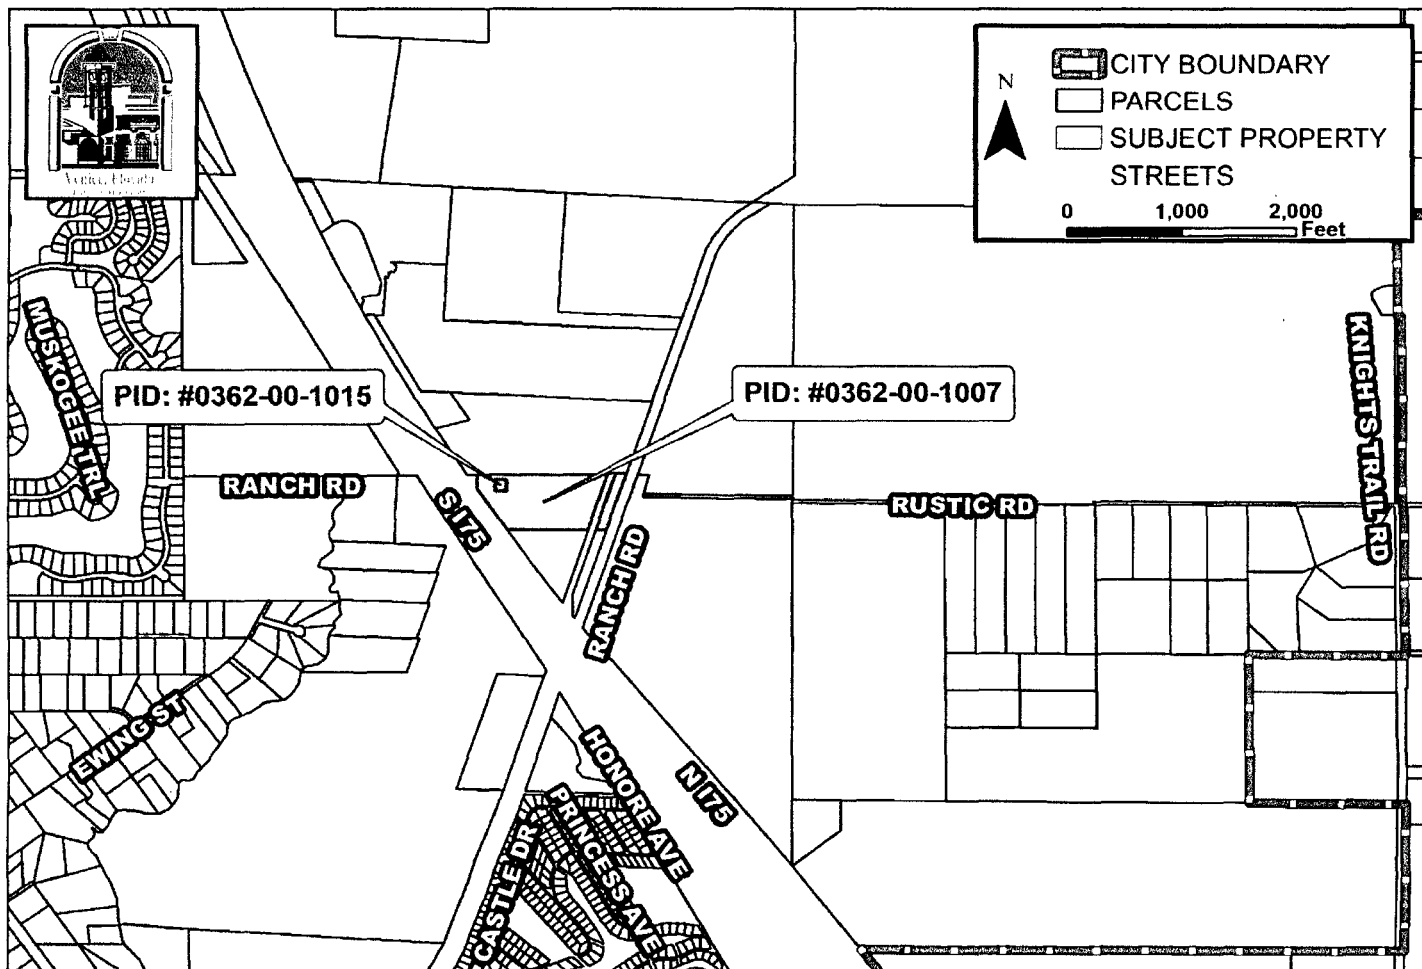 N
CITY BOUNDARY
PARCELS
SUBJECT PROPERTY
STREETS
0 1,000 2,000
Feet
MUSKOGEE TRL
PID: #0362-00-1015
PID: #0362-00-1007
KNIGHTS TRAIL RD
RANCH RD
S I75
RUSTIC RD
RANCH RD
EWING ST
HONORE AVE
N I75
PRINCESS AVE
CASTLE DR